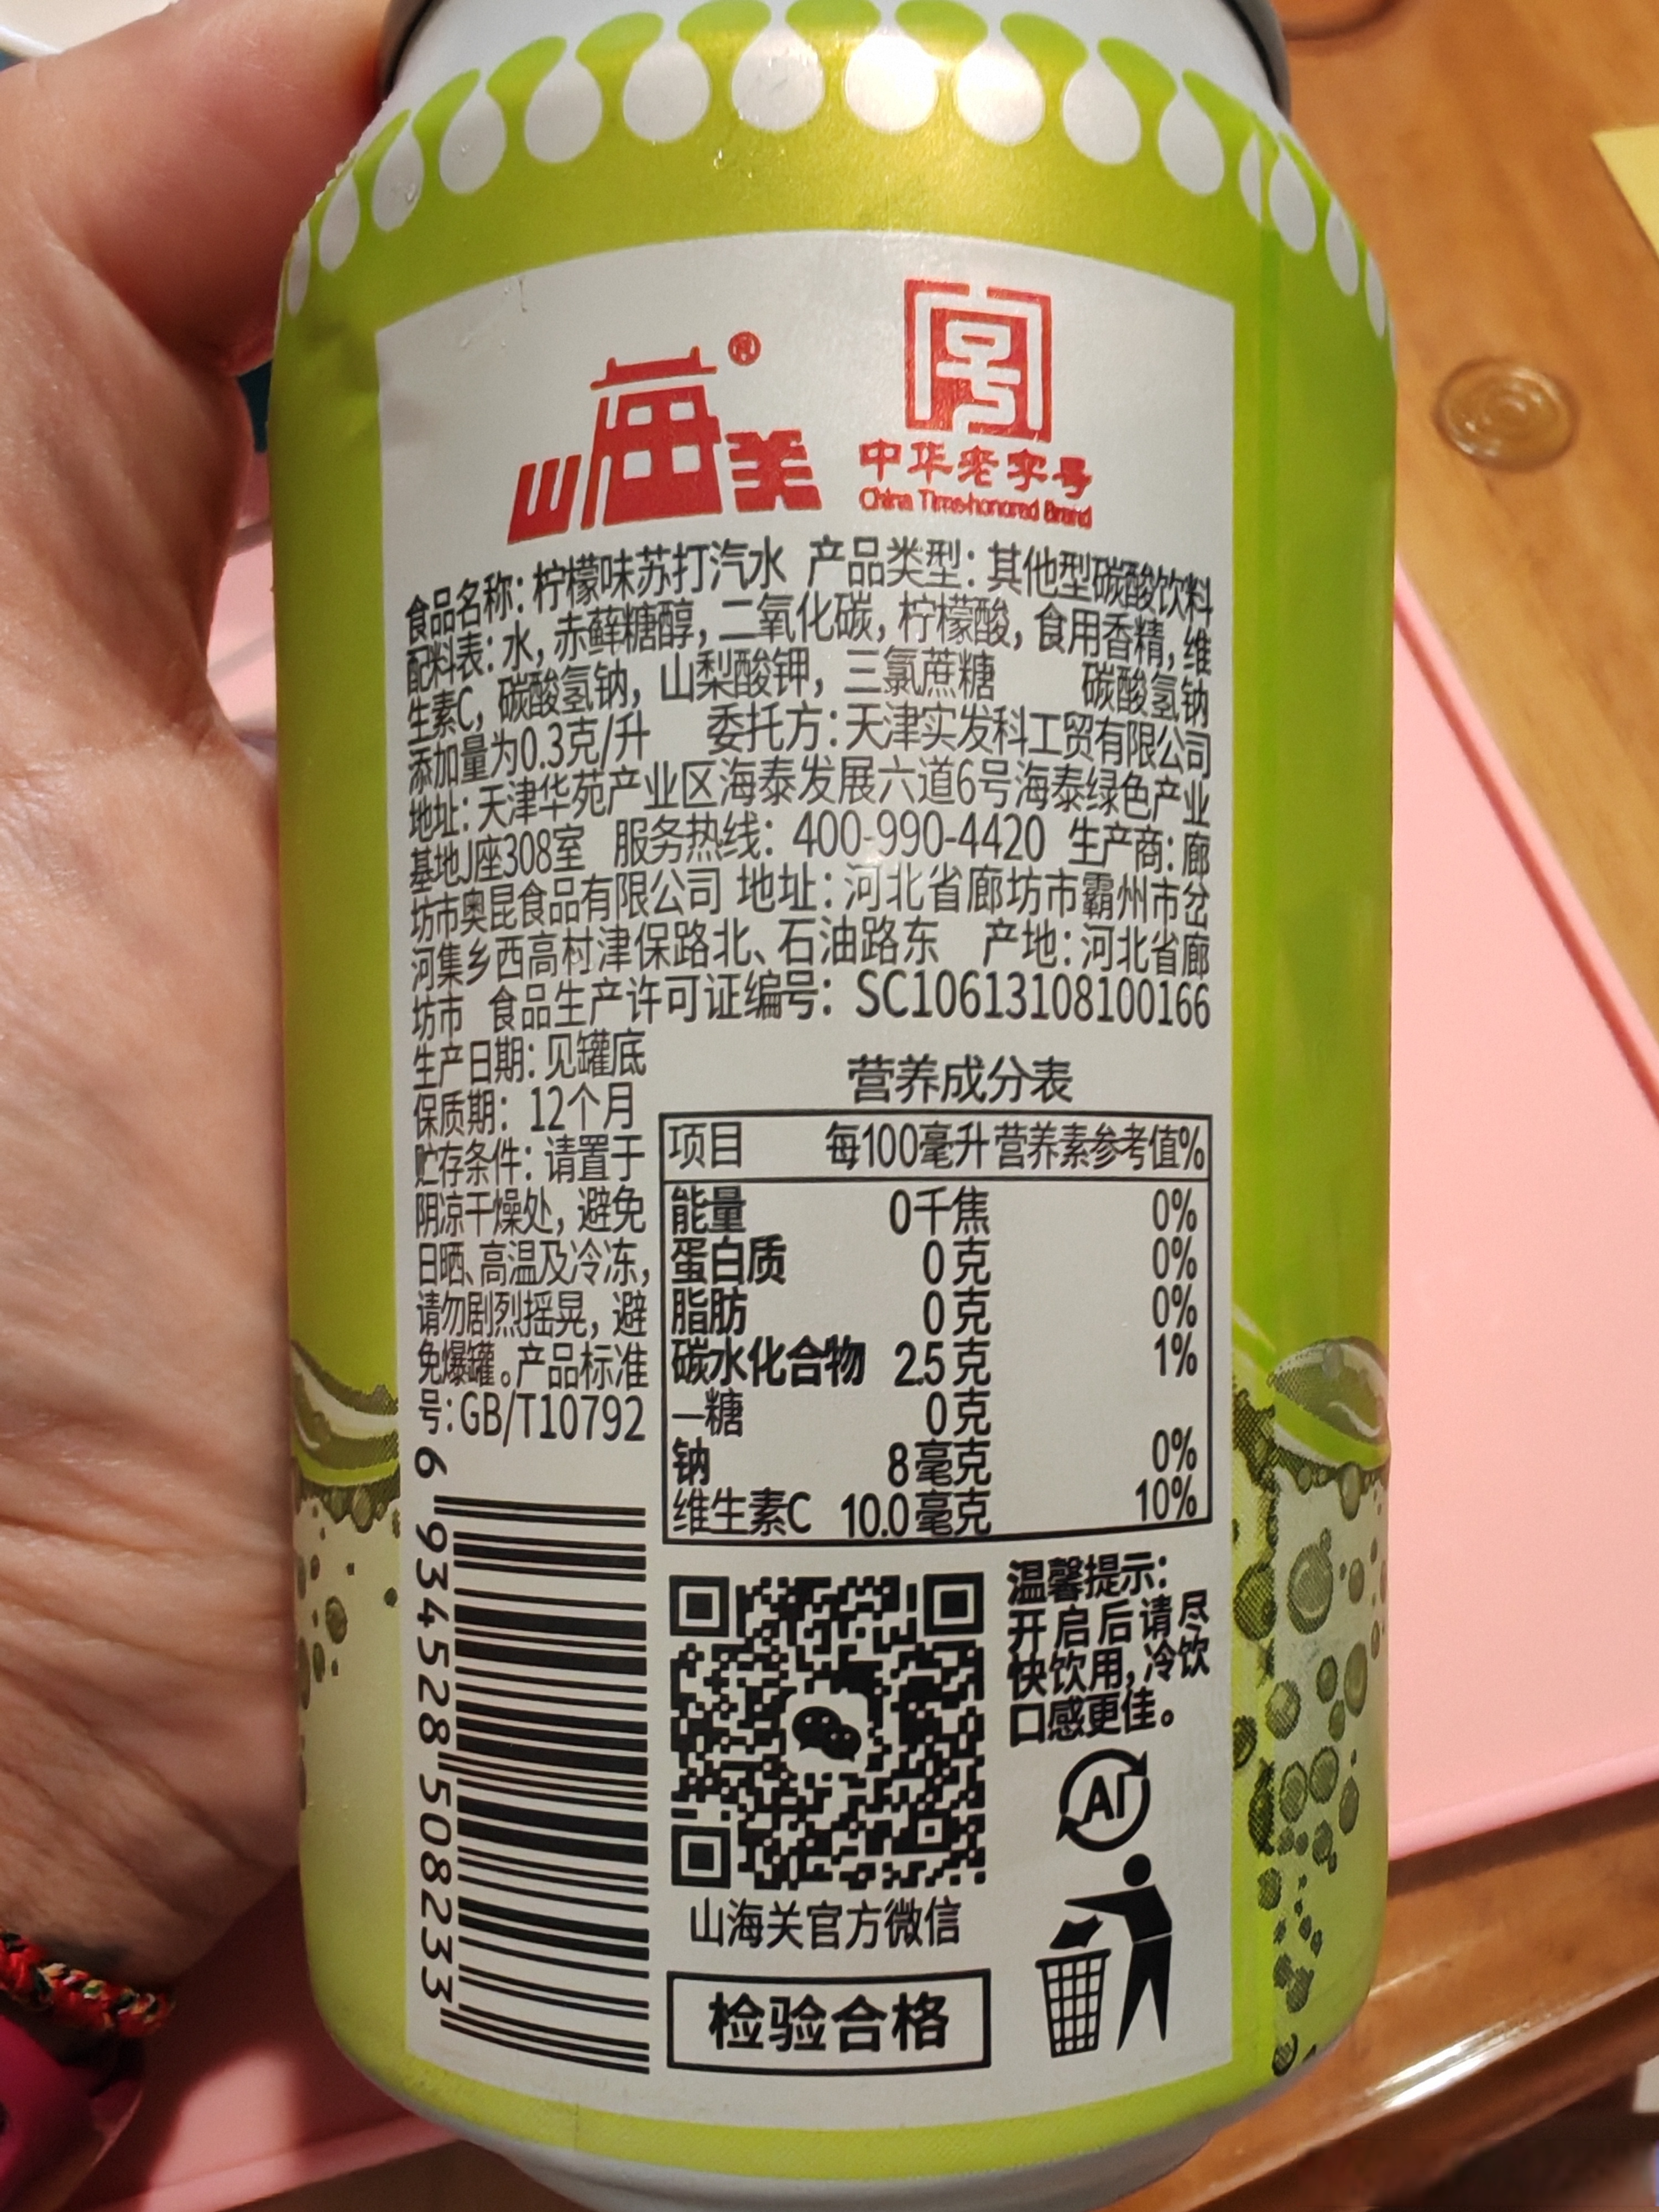 山海关®
中华老字号
China Time-honored Brand
食品名称：柠檬味苏打汽水 产品类型：其他型碳酸饮料
配料表：水，赤藓糖醇，二氧化碳，柠檬酸，食用香精，维
生素C，碳酸氢钠，山梨酸钾，三氯蔗糖 碳酸氢钠
添加量为0.3克/升 委托方：天津实发科工贸有限公司
地址：天津华苑产业区海泰发展六道6号海泰绿色产业
基地J座308室 服务热线：400-990-4420 生产商：廊
坊市奥昆食品有限公司 地址：河北省廊坊市霸州市岔
河集乡西高村津保路北、石油路东 产地：河北省廊
坊市 食品生产许可证编号：SC10613108100166
生产日期：见罐底
保质期：12个月
贮存条件：请置于
阴凉干燥处，避免
日晒、高温及冷冻，
请勿剧烈摇晃，避
免爆罐。产品标准
号：GB/T10792
营养成分表
项目 每100毫升 营养素参考值%
能量 0千焦 0%
蛋白质 0克 0%
脂肪 0克 0%
碳水化合物 2.5克 1%
—糖 0克
钠 8毫克 0%
维生素C 10.0毫克 10%
6 934528 508233
山海关官方微信
检验合格
温馨提示：
开启后请尽
快饮用，冷饮
口感更佳。
Al